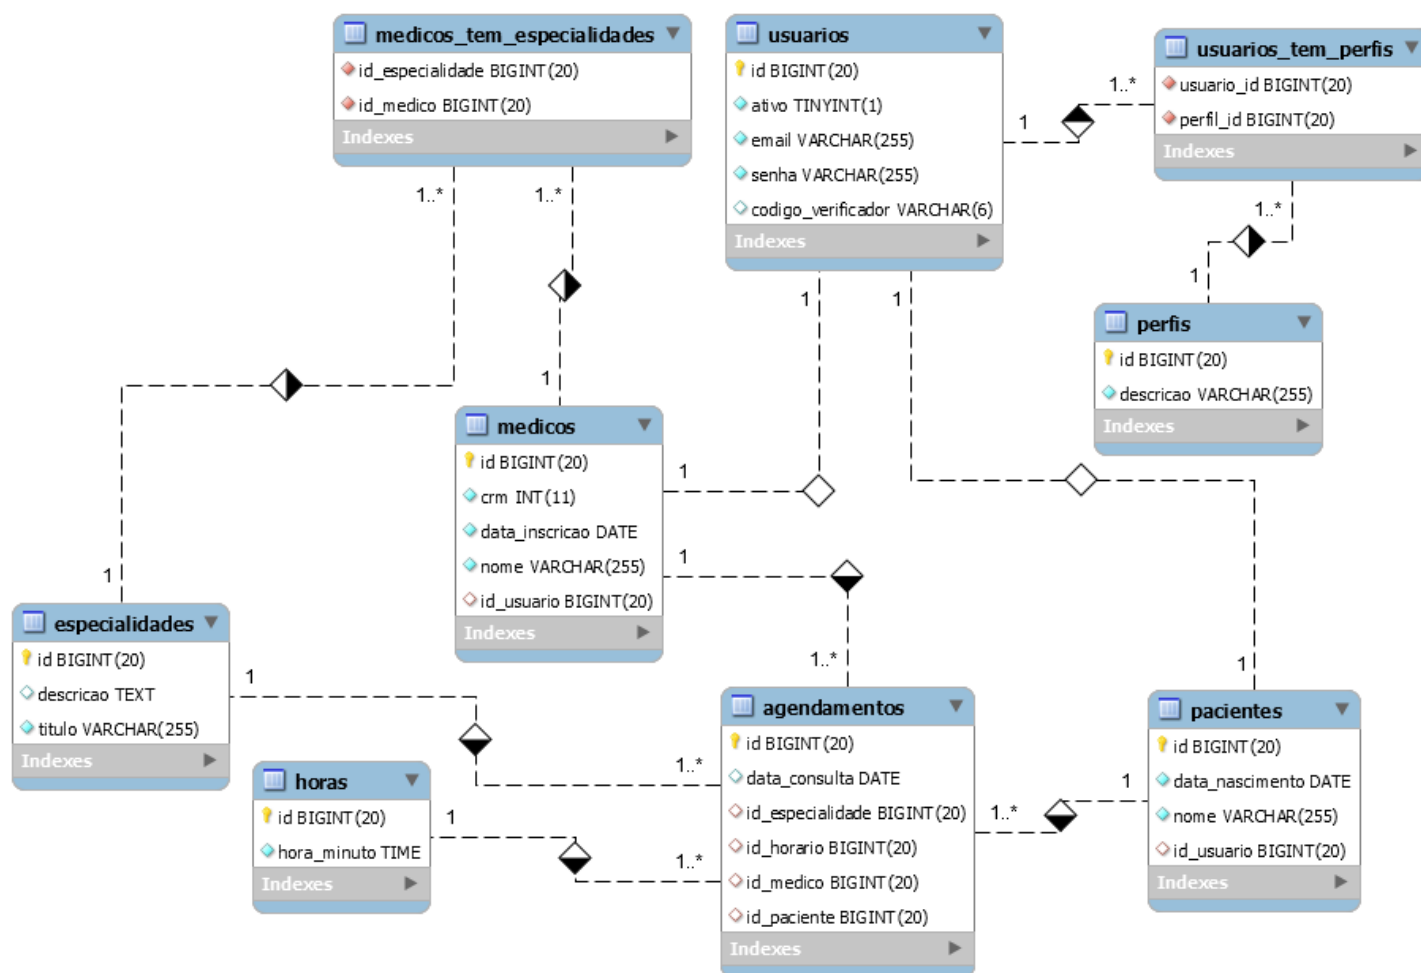 medicos_tem_especialidades
id_especialidade BIGINT(20)
id_medico BIGINT(20)
Indexes
usuarios
id BIGINT(20)
ativo TINYINT(1)
email VARCHAR(255)
senha VARCHAR(255)
codigo_verificador VARCHAR(6)
Indexes
usuarios_tem_perfis
usuario_id BIGINT(20)
perfil_id BIGINT(20)
Indexes
1
1..*
1..*
1..*
1..*
1
perfis
id BIGINT(20)
descricao VARCHAR(255)
Indexes
1
1
1
medicos
id BIGINT(20)
crm INT(11)
data_inscricao DATE
nome VARCHAR(255)
id_usuario BIGINT(20)
Indexes
1
1
1..*
1
especialidades
id BIGINT(20)
descricao TEXT
titulo VARCHAR(255)
Indexes
1
1..*
horas
id BIGINT(20)
hora_minuto TIME
Indexes
1
1..*
agendamentos
id BIGINT(20)
data_consulta DATE
id_especialidade BIGINT(20)
id_horario BIGINT(20)
id_medico BIGINT(20)
id_paciente BIGINT(20)
Indexes
1..*
1
1
pacientes
id BIGINT(20)
data_nascimento DATE
nome VARCHAR(255)
id_usuario BIGINT(20)
Indexes